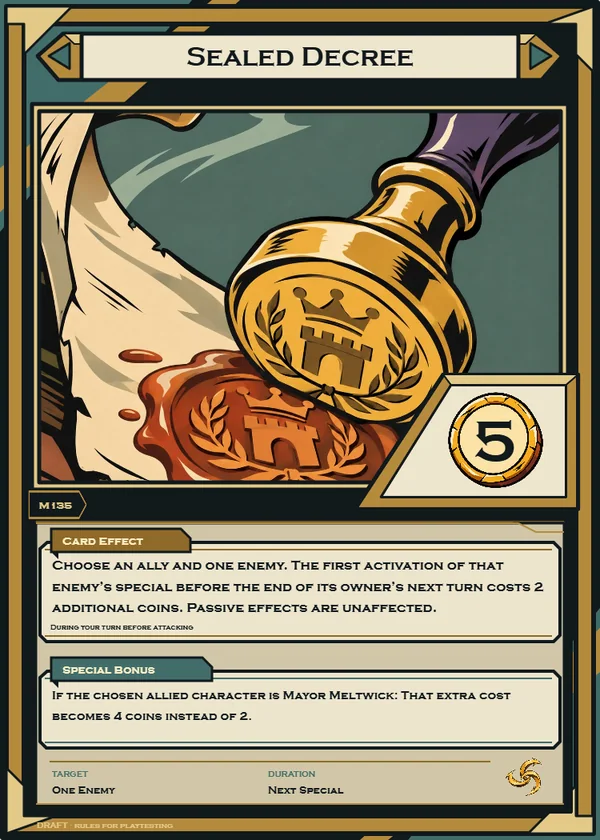 Sealed Decree
5
M135
Card Effect
Choose an ally and one enemy. The first activation of that
enemy's special before the end of its owner's next turn costs 2
additional coins. Passive effects are unaffected.
During your turn before attacking
Special Bonus
If the chosen allied character is Mayor Meltwick: That extra cost
becomes 4 coins instead of 2.
Target
Duration
One Enemy
Next Special
DRAFT · Rules for playtesting